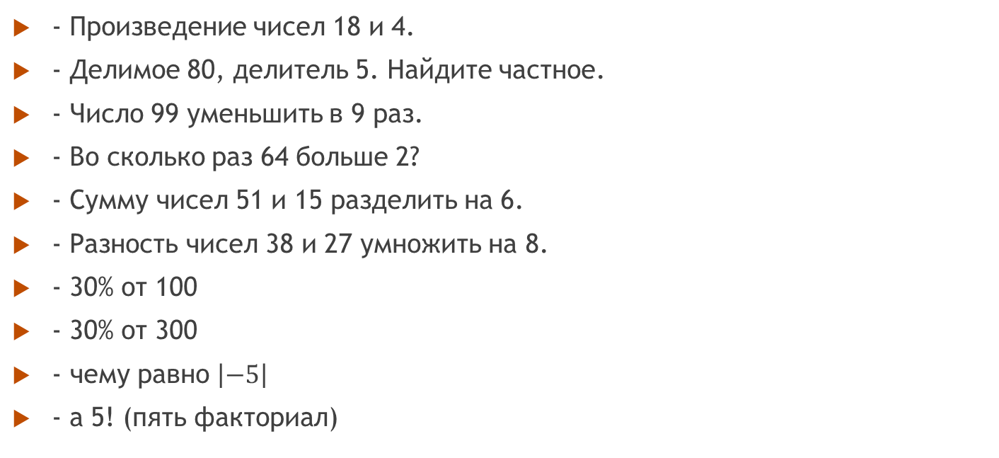 - Произведение чисел 18 и 4.
- Делимое 80, делитель 5. Найдите частное.
- Число 99 уменьшить в 9 раз.
- Во сколько раз 64 больше 2?
- Сумму чисел 51 и 15 разделить на 6.
- Разность чисел 38 и 27 умножить на 8.
- 30% от 100
- 30% от 300
- чему равно |−5|
- а 5! (пять факториал)